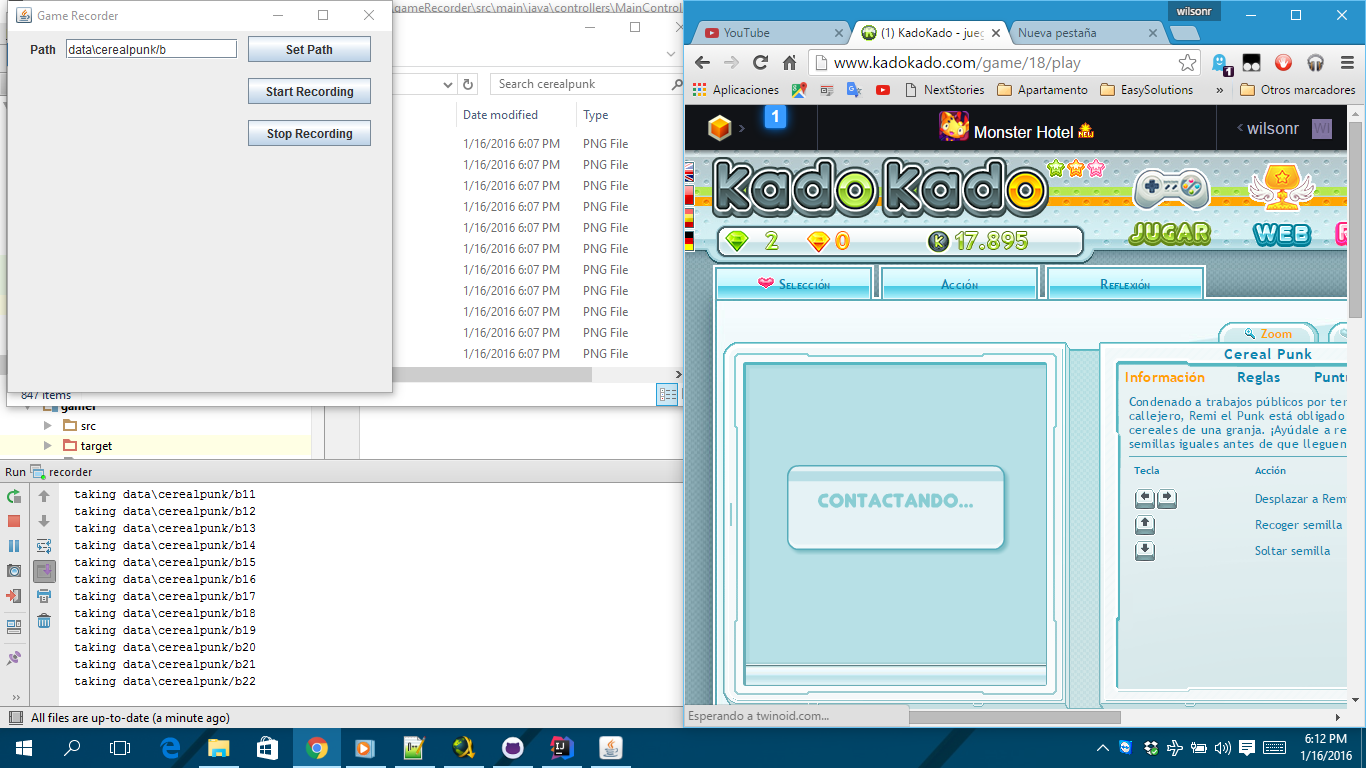 Game Recorder
Path data\cerealpunk/b Set Path
Start Recording
Stop Recording
gameRecorder\src\main\java\controllers\MainControl
Search cerealpunk
Date modified Type
1/16/2016 6:07 PM PNG File
1/16/2016 6:07 PM PNG File
1/16/2016 6:07 PM PNG File
1/16/2016 6:07 PM PNG File
1/16/2016 6:07 PM PNG File
1/16/2016 6:07 PM PNG File
1/16/2016 6:07 PM PNG File
1/16/2016 6:07 PM PNG File
1/16/2016 6:07 PM PNG File
1/16/2016 6:07 PM PNG File
1/16/2016 6:07 PM PNG File
847 items
gamer
src
target
Run recorder
taking data\cerealpunk/b11
taking data\cerealpunk/b12
taking data\cerealpunk/b13
taking data\cerealpunk/b14
taking data\cerealpunk/b15
taking data\cerealpunk/b16
taking data\cerealpunk/b17
taking data\cerealpunk/b18
taking data\cerealpunk/b19
taking data\cerealpunk/b20
taking data\cerealpunk/b21
taking data\cerealpunk/b22
All files are up-to-date (a minute ago)
wilsonr
YouTube (1) KadoKado - jueg Nueva pestaña
www.kadokado.com/game/18/play 1
Aplicaciones NextStories Apartamento EasySolutions » Otros marcadores
1 Monster Hotel NEW wilsonr WI
kadokado
2 0 K 17.895 JUGAR WEB
Selección Acción Reflexión
Zoom
Cereal Punk
Información Reglas Puntu
Condenado a trabajos públicos por ter
callejero, Remi el Punk está obligado
cereales de una granja. ¡Ayúdale a re
semillas iguales antes de que lleguen
Tecla Acción
Desplazar a Remi
Recoger semilla
Soltar semilla
CONTACTANDO...
Esperando a twinoid.com...
6:12 PM
1/16/2016